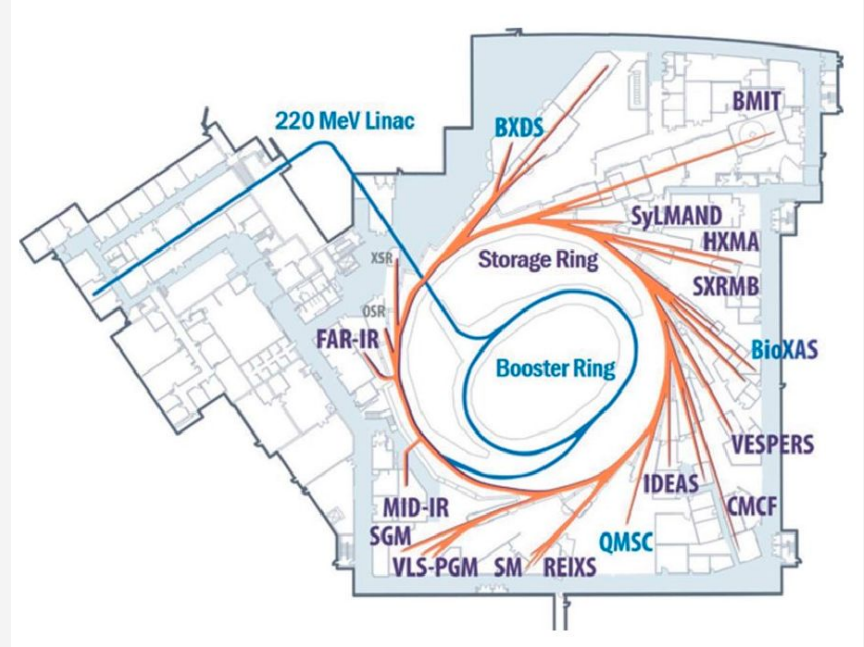 BMIT
220 MeV Linac
BXDS
SyLMAND
HXMA
Storage Ring
XSR
SXRMB
OSR
FAR-IR
BioXAS
Booster Ring
VESPERS
IDEAS
CMCF
MID-IR
SGM
QMSC
VLS-PGM SM REIXS